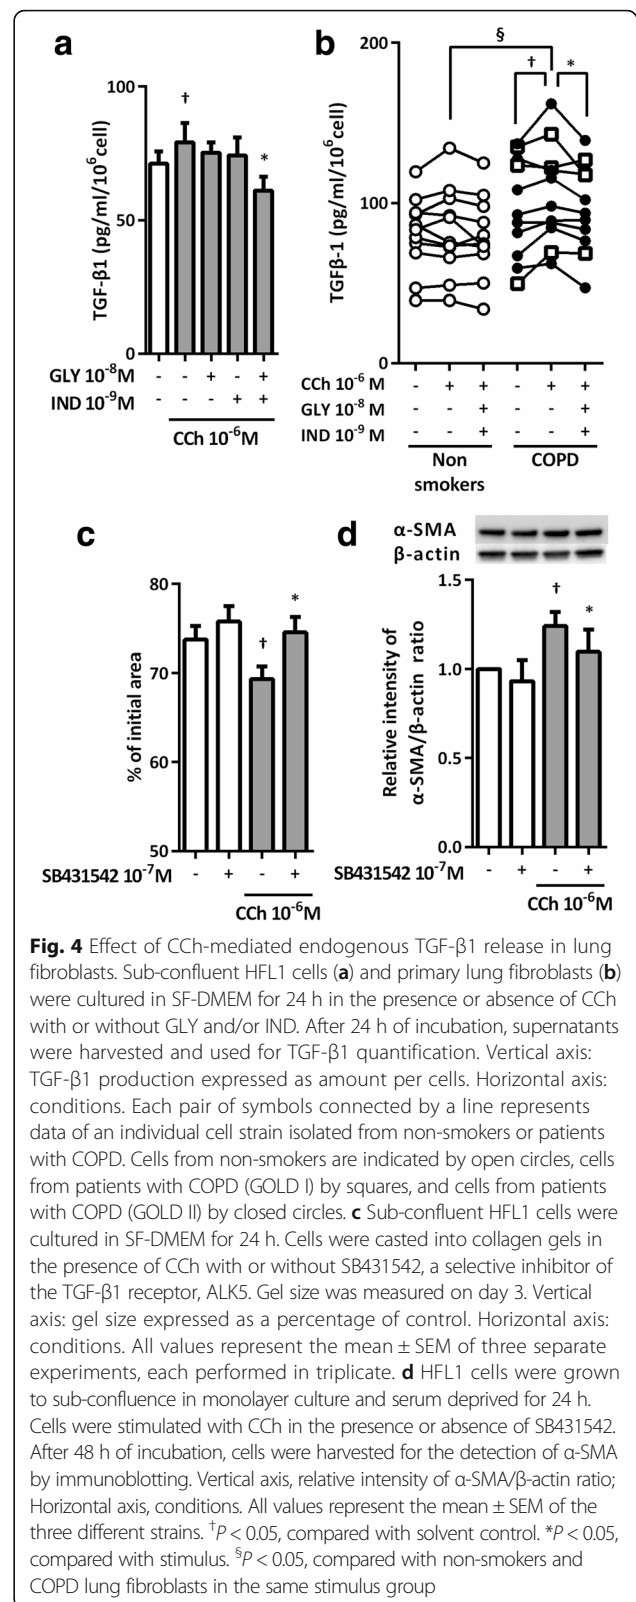 a
TGF-β1 (pg/ml/10⁶cell)
100
50
0
†
*
GLY 10⁻⁸M - - + - +
IND 10⁻⁹M - - - + +
CCh 10⁻⁶M
b
TGFβ-1 (pg/ml/10⁶cell)
200
100
0
§
† *
CCh 10⁻⁶ M - + + - + +
GLY 10⁻⁸ M - - + - - +
IND 10⁻⁹ M - - + - - +
Non
smokers
COPD
c
% of initial area
80
70
60
50
†
*
SB431542 10⁻⁷M - + - +
CCh 10⁻⁶M
d
α-SMA
β-actin
Relative intensity of
α-SMA/β-actin ratio
1.5
1.0
0.5
0.0
†
*
SB431542 10⁻⁷M - + - +
CCh 10⁻⁶M
Fig. 4 Effect of CCh-mediated endogenous TGF-β1 release in lung
fibroblasts. Sub-confluent HFL1 cells (a) and primary lung fibroblasts (b)
were cultured in SF-DMEM for 24 h in the presence or absence of CCh
with or without GLY and/or IND. After 24 h of incubation, supernatants
were harvested and used for TGF-β1 quantification. Vertical axis:
TGF-β1 production expressed as amount per cells. Horizontal axis:
conditions. Each pair of symbols connected by a line represents
data of an individual cell strain isolated from non-smokers or patients
with COPD. Cells from non-smokers are indicated by open circles, cells
from patients with COPD (GOLD I) by squares, and cells from patients
with COPD (GOLD II) by closed circles. c Sub-confluent HFL1 cells were
cultured in SF-DMEM for 24 h. Cells were casted into collagen gels in
the presence of CCh with or without SB431542, a selective inhibitor of
the TGF-β1 receptor, ALK5. Gel size was measured on day 3. Vertical
axis: gel size expressed as a percentage of control. Horizontal axis:
conditions. All values represent the mean ± SEM of three separate
experiments, each performed in triplicate. d HFL1 cells were grown
to sub-confluence in monolayer culture and serum deprived for 24 h.
Cells were stimulated with CCh in the presence or absence of SB431542.
After 48 h of incubation, cells were harvested for the detection of α-SMA
by immunoblotting. Vertical axis, relative intensity of α-SMA/β-actin ratio;
Horizontal axis, conditions. All values represent the mean ± SEM of the
three different strains. †P < 0.05, compared with solvent control. *P < 0.05,
compared with stimulus. §P < 0.05, compared with non-smokers and
COPD lung fibroblasts in the same stimulus group